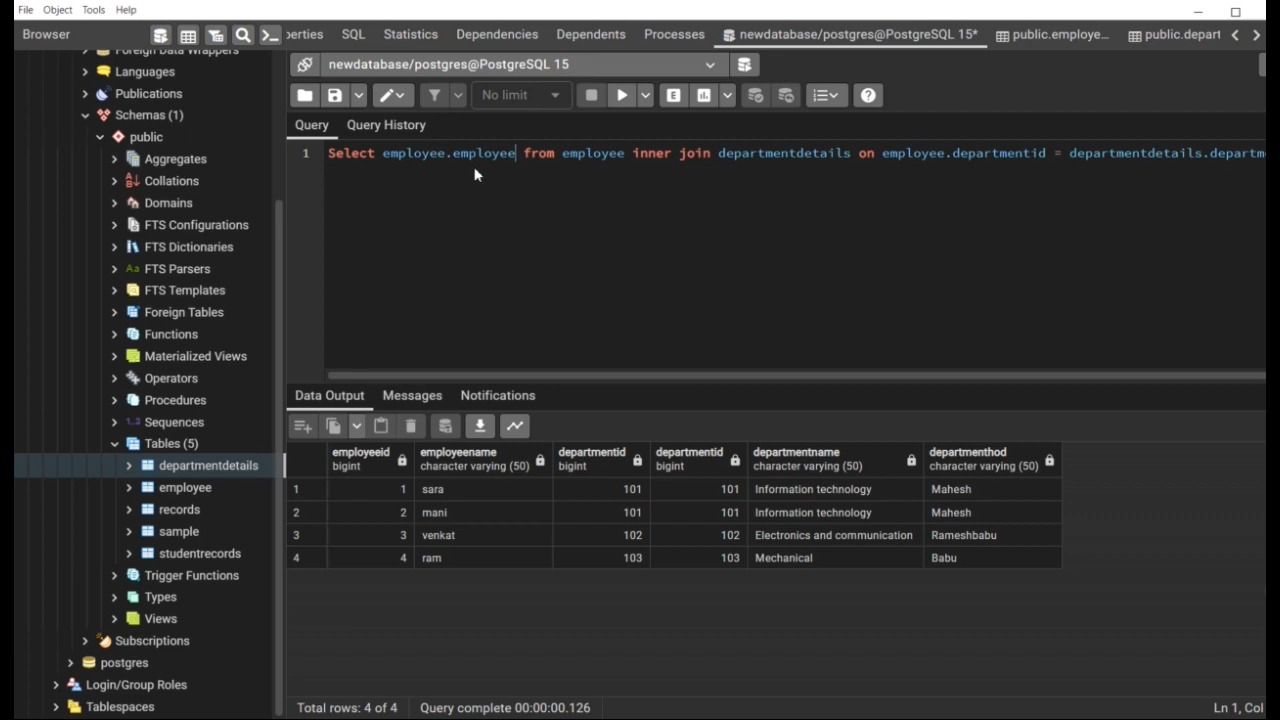 File Object Tools Help
Browser
erties SQL Statistics Dependencies Dependents Processes newdatabase/postgres@PostgreSQL 15* public.employe... public.depart
Foreign Data Wrappers
Languages
Publications
Schemas (1)
public
Aggregates
Collations
Domains
FTS Configurations
FTS Dictionaries
FTS Parsers
FTS Templates
Foreign Tables
Functions
Materialized Views
Operators
Procedures
Sequences
Tables (5)
departmentdetails
employee
records
sample
studentrecords
Trigger Functions
Types
Views
Subscriptions
postgres
Login/Group Roles
Tablespaces
newdatabase/postgres@PostgreSQL 15
No limit
Query Query History
1 Select employee.employee from employee inner join departmentdetails on employee.departmentid = departmentdetails.departm
Data Output Messages Notifications
employeeid employeename departmentid departmentid departmentname departmenthod
bigint character varying (50) bigint bigint character varying (50) character varying (50)
1 1 sara 101 101 Information technology Mahesh
2 2 mani 101 101 Information technology Mahesh
3 3 venkat 102 102 Electronics and communication Rameshbabu
4 4 ram 103 103 Mechanical Babu
Total rows: 4 of 4 Query complete 00:00:00.126 Ln 1, Col